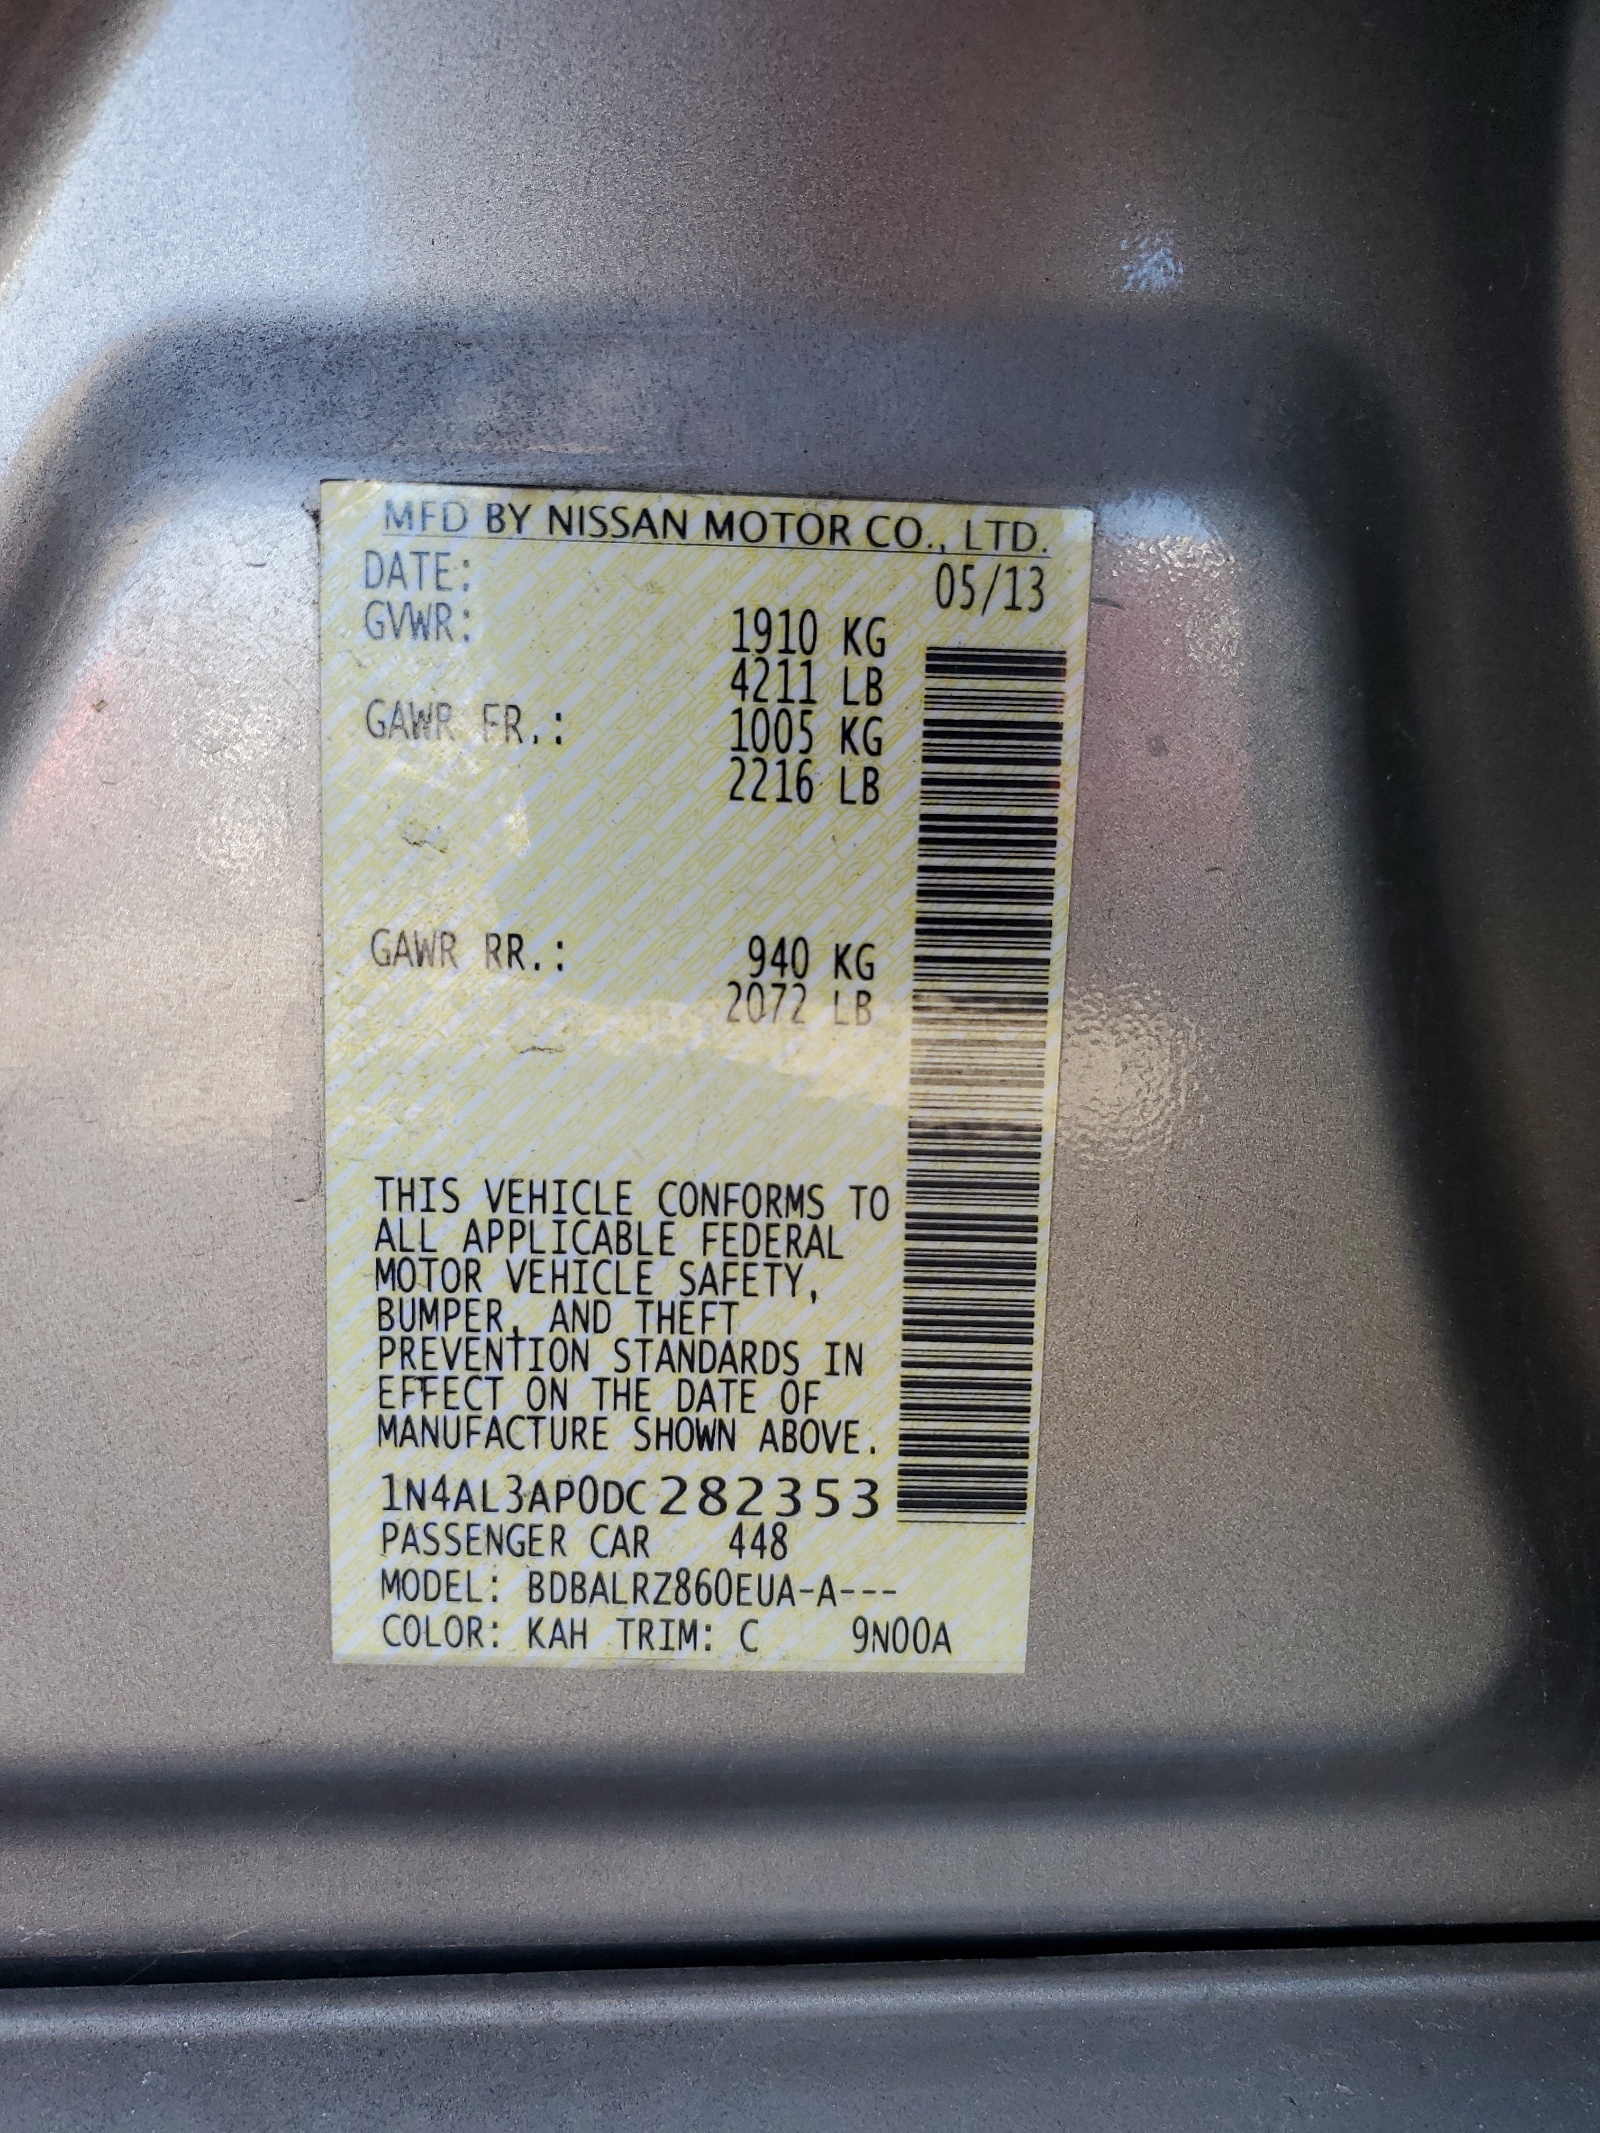 MFD BY NISSAN MOTOR CO., LTD.
DATE: 05/13
GVWR: 1910 KG
4211 LB
GAWR FR.: 1005 KG
2216 LB
GAWR RR.: 940 KG
2072 LB
THIS VEHICLE CONFORMS TO
ALL APPLICABLE FEDERAL
MOTOR VEHICLE SAFETY,
BUMPER, AND THEFT
PREVENTION STANDARDS IN
EFFECT ON THE DATE OF
MANUFACTURE SHOWN ABOVE.
1N4AL3AP0DC282353
PASSENGER CAR 448
MODEL: BDBALRZ860EUA-A---
COLOR: KAH TRIM: C 9N00A